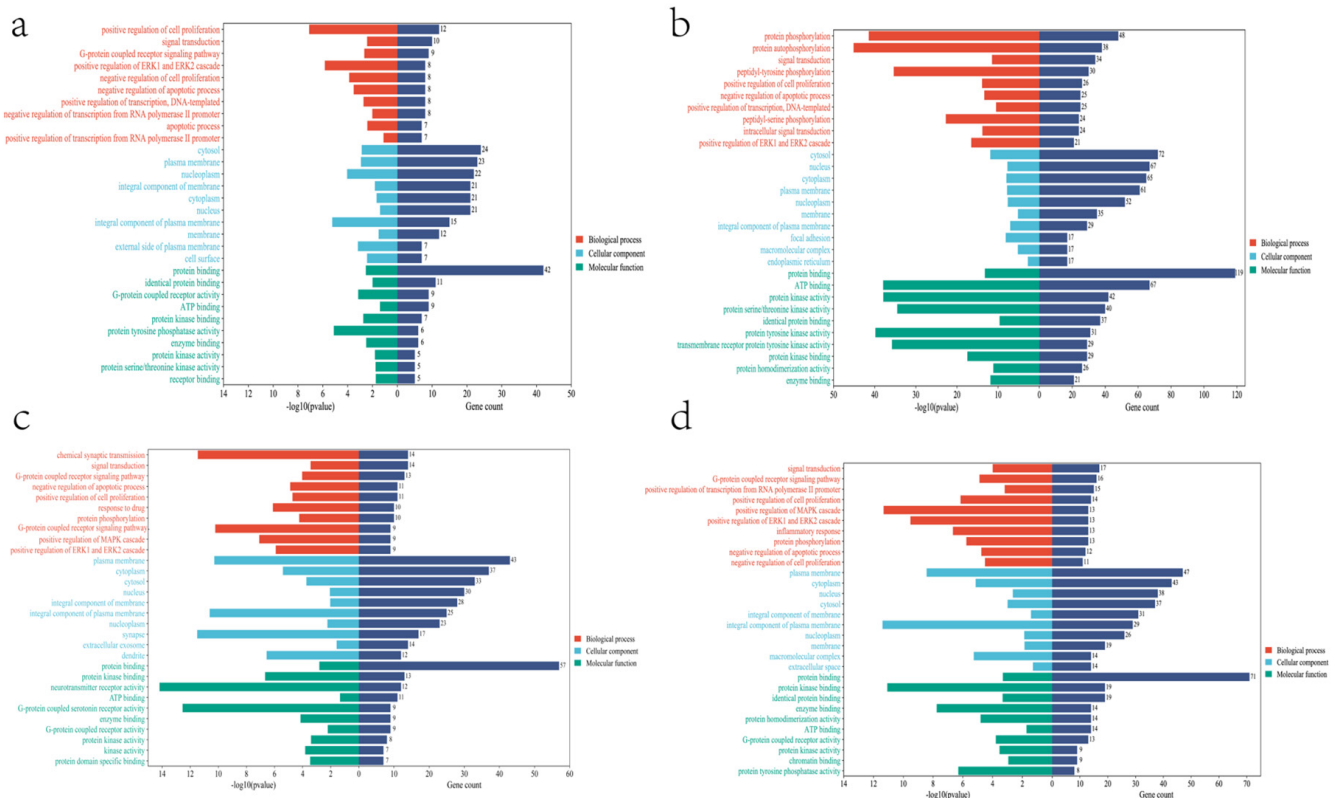 a
positive regulation of cell proliferation 12
signal transduction 10
G-protein coupled receptor signaling pathway 9
positive regulation of ERK1 and ERK2 cascade 8
negative regulation of cell proliferation 8
negative regulation of apoptotic process 8
positive regulation of transcription, DNA-templated 8
negative regulation of transcription from RNA polymerase II promoter 8
apoptotic process 7
positive regulation of transcription from RNA polymerase II promoter 7
cytosol 24
plasma membrane 23
nucleoplasm 22
integral component of membrane 21
cytoplasm 21
nucleus 21
integral component of plasma membrane 15
membrane 12
external side of plasma membrane 7
cell surface 7
protein binding 42
identical protein binding 11
G-protein coupled receptor activity 9
ATP binding 9
protein kinase binding 7
protein tyrosine phosphatase activity 6
enzyme binding 6
protein kinase activity 5
protein serine/threonine kinase activity 5
receptor binding 5
14 12 10 8 6 4 2 0 10 20 30 40 50
-log10(pvalue) Gene count
Biological process
Cellular component
Molecular function
b
protein phosphorylation 48
protein autophosphorylation 38
signal transduction 34
peptidyl-tyrosine phosphorylation 30
positive regulation of cell proliferation 26
negative regulation of apoptotic process 25
positive regulation of transcription, DNA-templated 25
peptidyl-serine phosphorylation 24
intracellular signal transduction 24
positive regulation of ERK1 and ERK2 cascade 21
cytosol 72
nucleus 67
cytoplasm 65
plasma membrane 61
nucleoplasm 52
membrane 35
integral component of plasma membrane 29
focal adhesion 17
macromolecular complex 17
endoplasmic reticulum 17
protein binding 119
ATP binding 67
protein kinase activity 42
protein serine/threonine kinase activity 40
identical protein binding 37
protein tyrosine kinase activity 31
transmembrane receptor protein tyrosine kinase activity 29
protein kinase binding 29
protein homodimerization activity 26
enzyme binding 21
50 40 30 20 10 0 20 40 60 80 100 120
-log10(pvalue) Gene count
Biological process
Cellular component
Molecular function
c
chemical synaptic transmission 14
signal transduction 14
G-protein coupled receptor signaling pathway 13
negative regulation of apoptotic process 11
positive regulation of cell proliferation 11
response to drug 10
protein phosphorylation 10
G-protein coupled receptor signaling pathway 9
positive regulation of MAPK cascade 9
positive regulation of ERK1 and ERK2 cascade 9
plasma membrane 43
cytoplasm 37
cytosol 33
nucleus 30
integral component of membrane 28
integral component of plasma membrane 25
nucleoplasm 23
synapse 17
extracellular exosome 14
dendrite 12
protein binding 57
protein kinase binding 13
neurotransmitter receptor activity 12
ATP binding 11
G-protein coupled serotonin receptor activity 9
enzyme binding 9
G-protein coupled receptor activity 9
protein kinase activity 8
kinase activity 7
protein domain specific binding 7
14 12 10 8 6 4 2 0 10 20 30 40 50 60
-log10(pvalue) Gene count
Biological process
Cellular component
Molecular function
d
signal transduction 17
G-protein coupled receptor signaling pathway 16
positive regulation of transcription from RNA polymerase II promoter 15
positive regulation of cell proliferation 14
positive regulation of MAPK cascade 13
positive regulation of ERK1 and ERK2 cascade 13
inflammatory response 13
protein phosphorylation 13
negative regulation of apoptotic process 12
negative regulation of cell proliferation 11
plasma membrane 47
cytoplasm 43
nucleus 38
cytosol 37
integral component of membrane 31
integral component of plasma membrane 29
nucleoplasm 26
membrane 19
macromolecular complex 14
extracellular space 14
protein binding 71
protein kinase binding 19
identical protein binding 19
enzyme binding 14
protein homodimerization activity 14
ATP binding 14
G-protein coupled receptor activity 13
protein kinase activity 9
chromatin binding 9
protein tyrosine phosphatase activity 8
14 12 10 8 6 4 2 0 10 20 30 40 50 60 70
-log10(pvalue) Gene count
Biological process
Cellular component
Molecular function